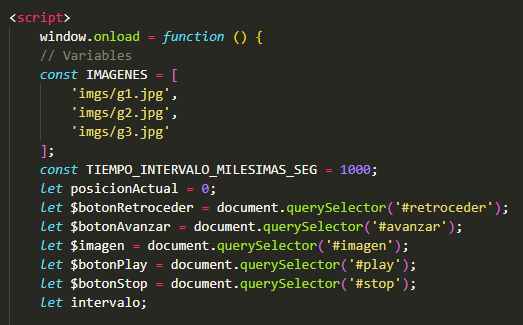 <script>
window.onload = function () {
// Variables
const IMAGENES = [
'imgs/g1.jpg',
'imgs/g2.jpg',
'imgs/g3.jpg'
];
const TIEMPO_INTERVALO_MILESIMAS_SEG = 1000;
let posicionActual = 0;
let $botonRetroceder = document.querySelector('#retroceder');
let $botonAvanzar = document.querySelector('#avanzar');
let $imagen = document.querySelector('#imagen');
let $botonPlay = document.querySelector('#play');
let $botonStop = document.querySelector('#stop');
let intervalo;